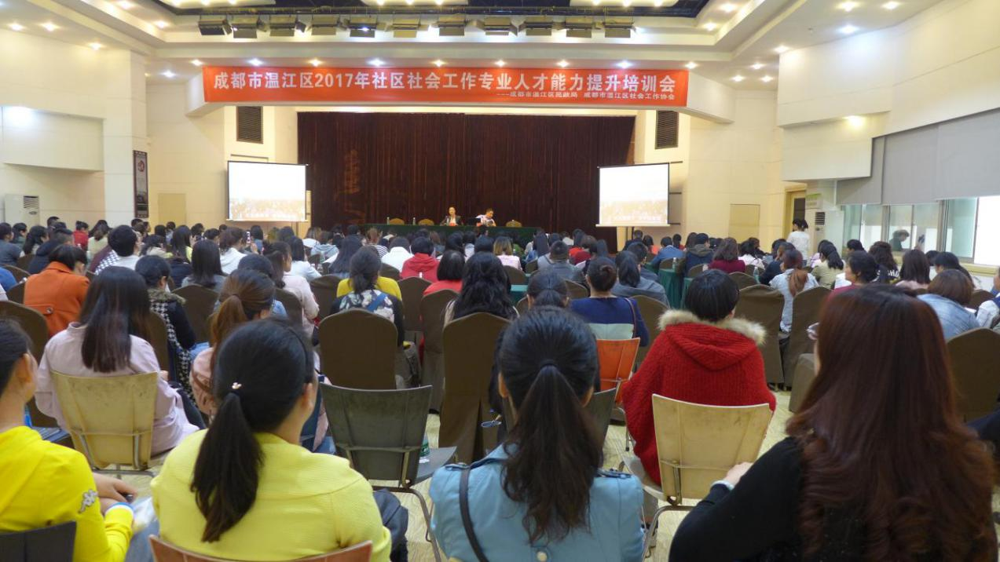 成都市温江区2017年社区社会工作专业人才能力提升培训会
---成都市温江区民政局 成都市温江区社会工作协会